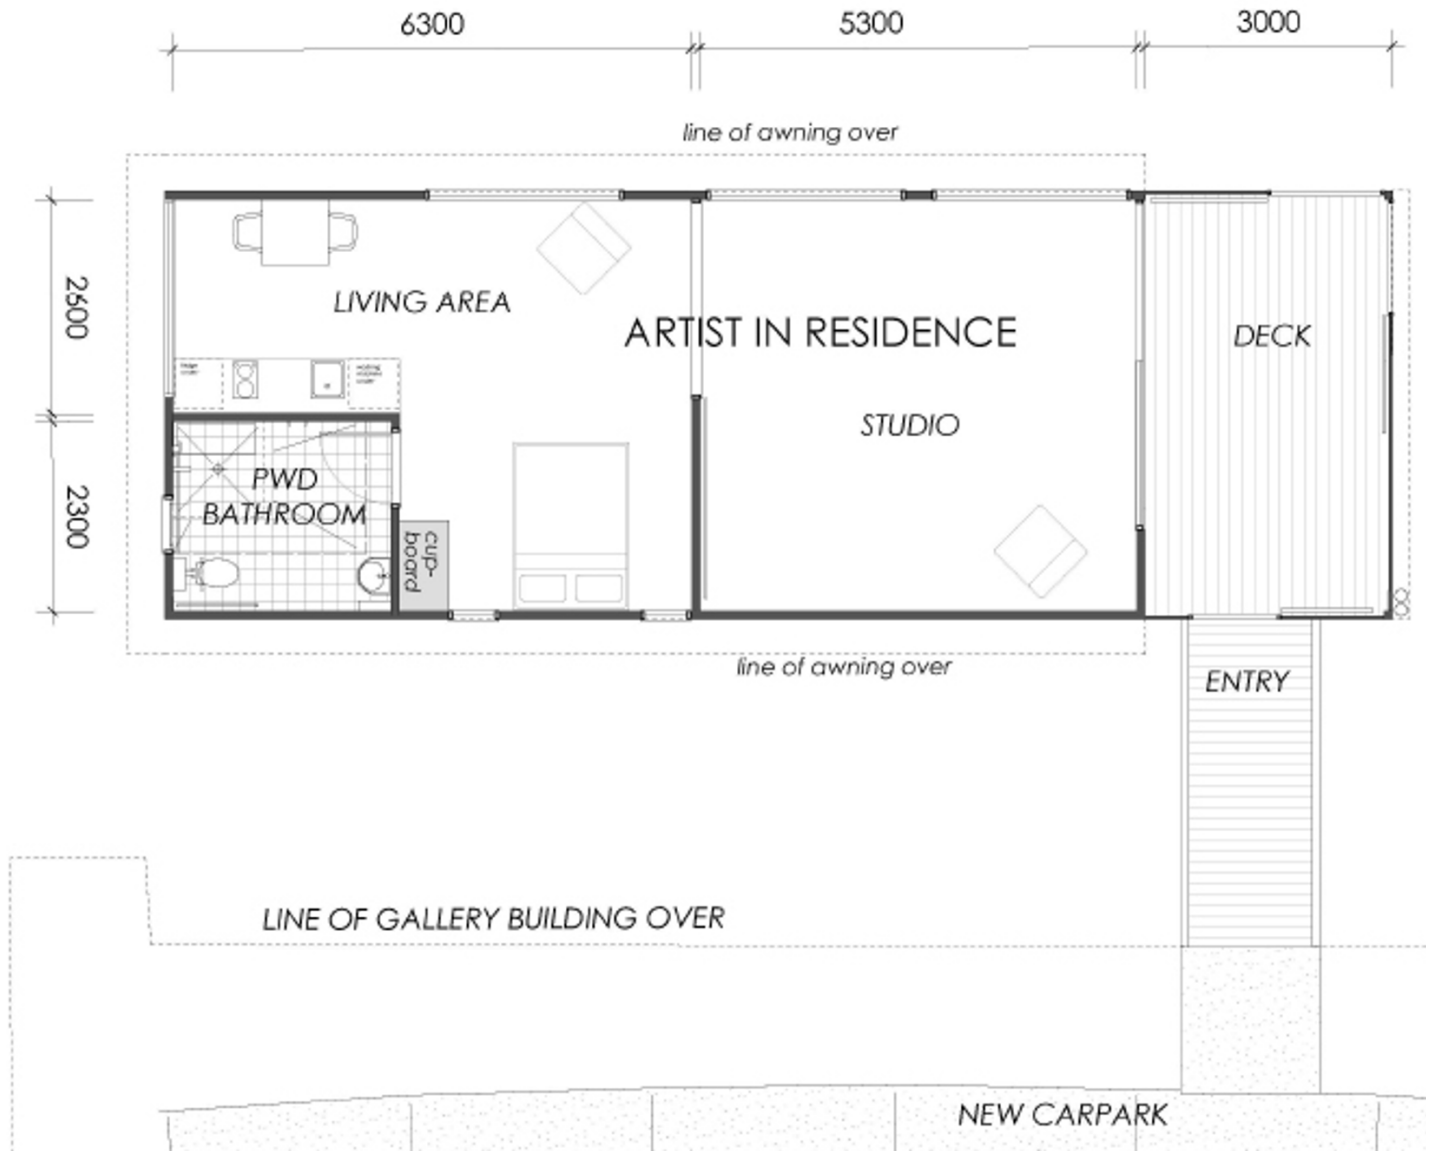 6300
5300
3000
line of awning over
2600
LIVING AREA
ARTIST IN RESIDENCE
DECK
STUDIO
PWD
BATHROOM
2300
cup-
board
line of awning over
ENTRY
LINE OF GALLERY BUILDING OVER
NEW CARPARK